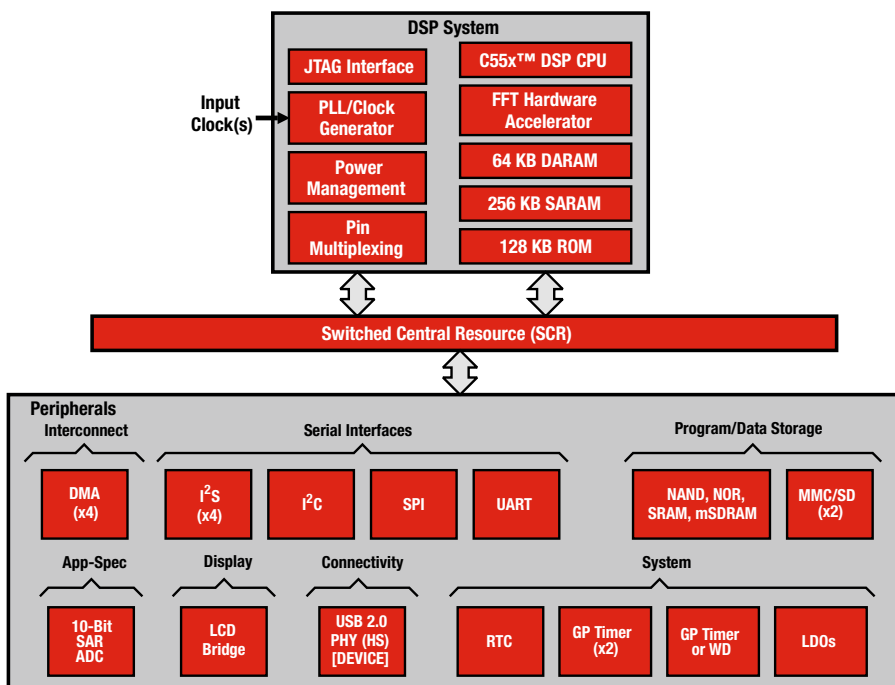 DSP System
JTAG Interface
C55x™ DSP CPU
Input
Clock(s)
PLL/Clock
Generator
FFT Hardware
Accelerator
Power
Management
64 KB DARAM
256 KB SARAM
Pin
Multiplexing
128 KB ROM
Switched Central Resource (SCR)
Peripherals
Interconnect
Serial Interfaces
Program/Data Storage
DMA
(x4)
I²S
(x4)
I²C
SPI
UART
NAND, NOR,
SRAM, mSDRAM
MMC/SD
(x2)
App-Spec
Display
Connectivity
System
10-Bit
SAR
ADC
LCD
Bridge
USB 2.0
PHY (HS)
[DEVICE]
RTC
GP Timer
(x2)
GP Timer
or WD
LDOs